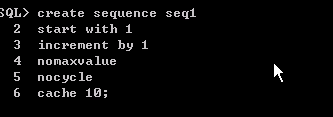 SQL> create sequence seq1
2 start with 1
3 increment by 1
4 nomaxvalue
5 nocycle
6 cache 10;